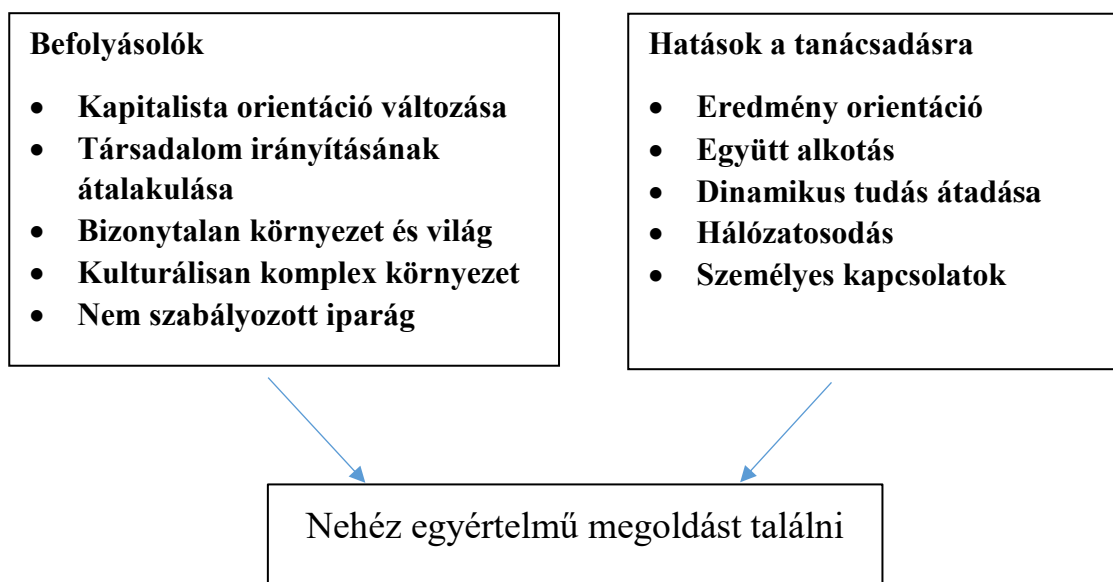 Befolyásolók
• Kapitalista orientáció változása
• Társadalom irányításának
átalakulása
• Bizonytalan környezet és világ
• Kulturálisan komplex környezet
• Nem szabályozott iparág
Hatások a tanácsadásra
• Eredmény orientáció
• Együtt alkotás
• Dinamikus tudás átadása
• Hálózatosodás
• Személyes kapcsolatok
Nehéz egyértelmű megoldást találni